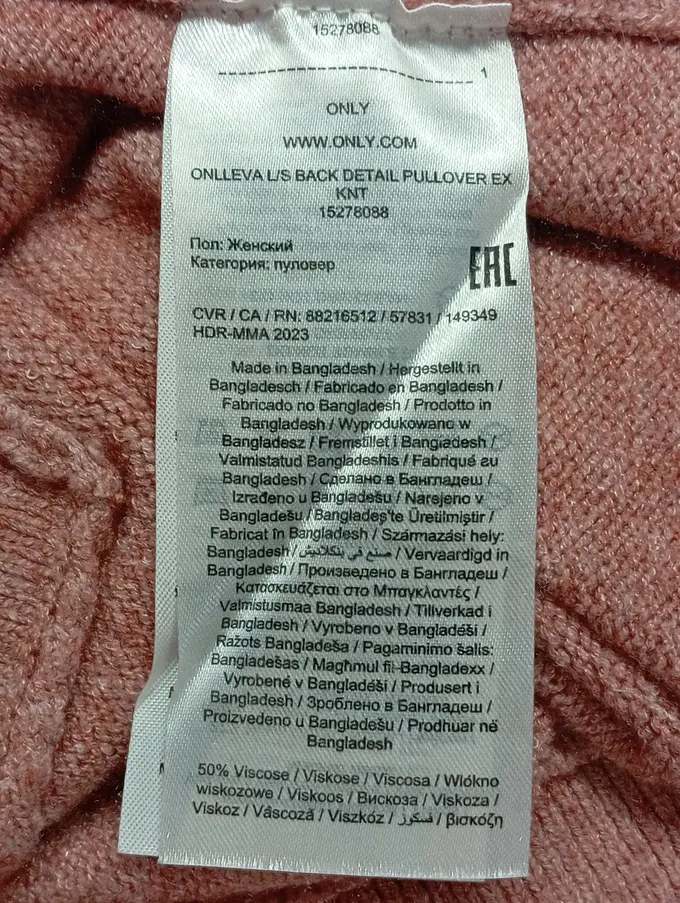 15278088
1
ONLY
WWW.ONLY.COM
ONLLEVA L/S BACK DETAIL PULLOVER EX
KNT
15278088
Пол: Женский
Категория: пуловер
EAC
CVR / CA / RN: 88216512 / 57831 / 149349
HDR-MMA 2023
Made in Bangladesh / Hergestellt in
Bangladesch / Fabricado en Bangladesh /
Fabricado no Bangladesh / Prodotto in
Bangladesh / Wyprodukowano w
Bangladesz / Fremstillet i Bangladesh /
Valmistatud Bangladeshis / Fabriqué au
Bangladesh / Сделано в Бангладеш /
Izrađeno u Bangladešu / Narejeno v
Bangladešu / Bangladeş'te Üretilmiştir /
Fabricat în Bangladesh / Származási hely:
Bangladesh / صنع في بنكلاديش / Vervaardigd in
Bangladesh / Произведено в Бангладеш /
Κατασκευάζεται στο Μπαγκλαντές /
Valmistusmaa Bangladesh / Tillverkad i
Bangladesh / Vyrobeno v Bangladéši /
Ražots Bangladeša / Pagaminimo šalis:
Bangladešas / Magħmul fil-Bangladexx /
Vyrobené v Bangladéši / Produsert i
Bangladesh / Зроблено в Бангладеш /
Proizvedeno u Bangladešu / Prodhuar në
Bangladesh
50% Viscose / Viskose / Viscosa / Wlókno
wiskozowe / Viskoos / Вискоза / Viskoza /
Viskoz / Vâscoză / Viszkóz / فسكوز / βισκόζη